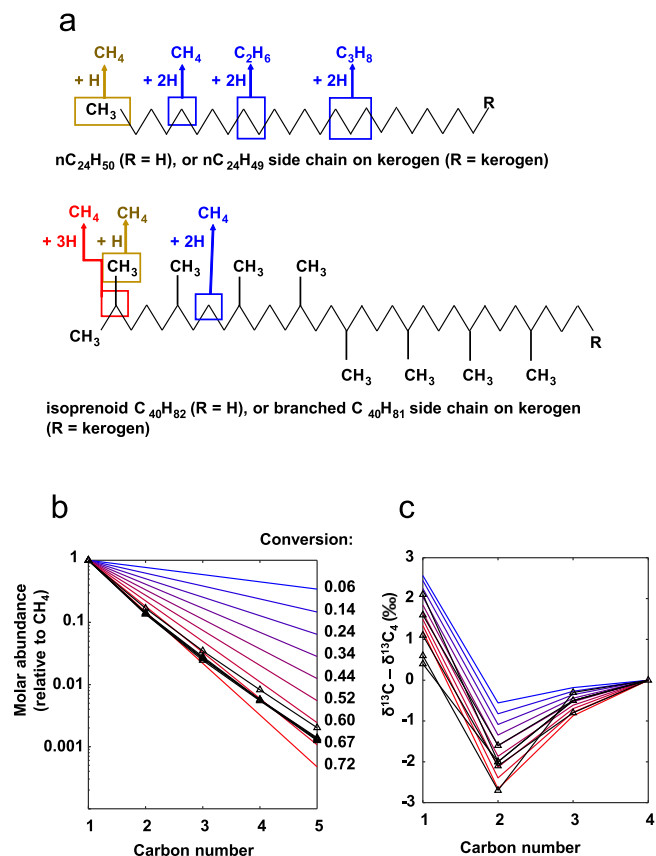 a
CH4 CH4 C2H6 C3H8
+ H + 2H + 2H + 2H
CH3 R
nC24H50 (R = H), or nC24H49 side chain on kerogen (R = kerogen)
CH4 CH4 CH4
+ 3H + H + 2H
CH3 CH3 CH3 CH3
CH3 R
CH3 CH3 CH3 CH3
isoprenoid C 40H82 (R = H), or branched C 40H81 side chain on kerogen
(R = kerogen)
b
Conversion:
Molar abundance
(relative to CH4)
1
0.1
0.01
0.001
0.06
0.14
0.24
0.34
0.44
0.52
0.60
0.67
0.72
1 2 3 4 5
Carbon number
c
δ13C – δ13C4 (‰)
3
2
1
0
-1
-2
-3
1 2 3 4
Carbon number